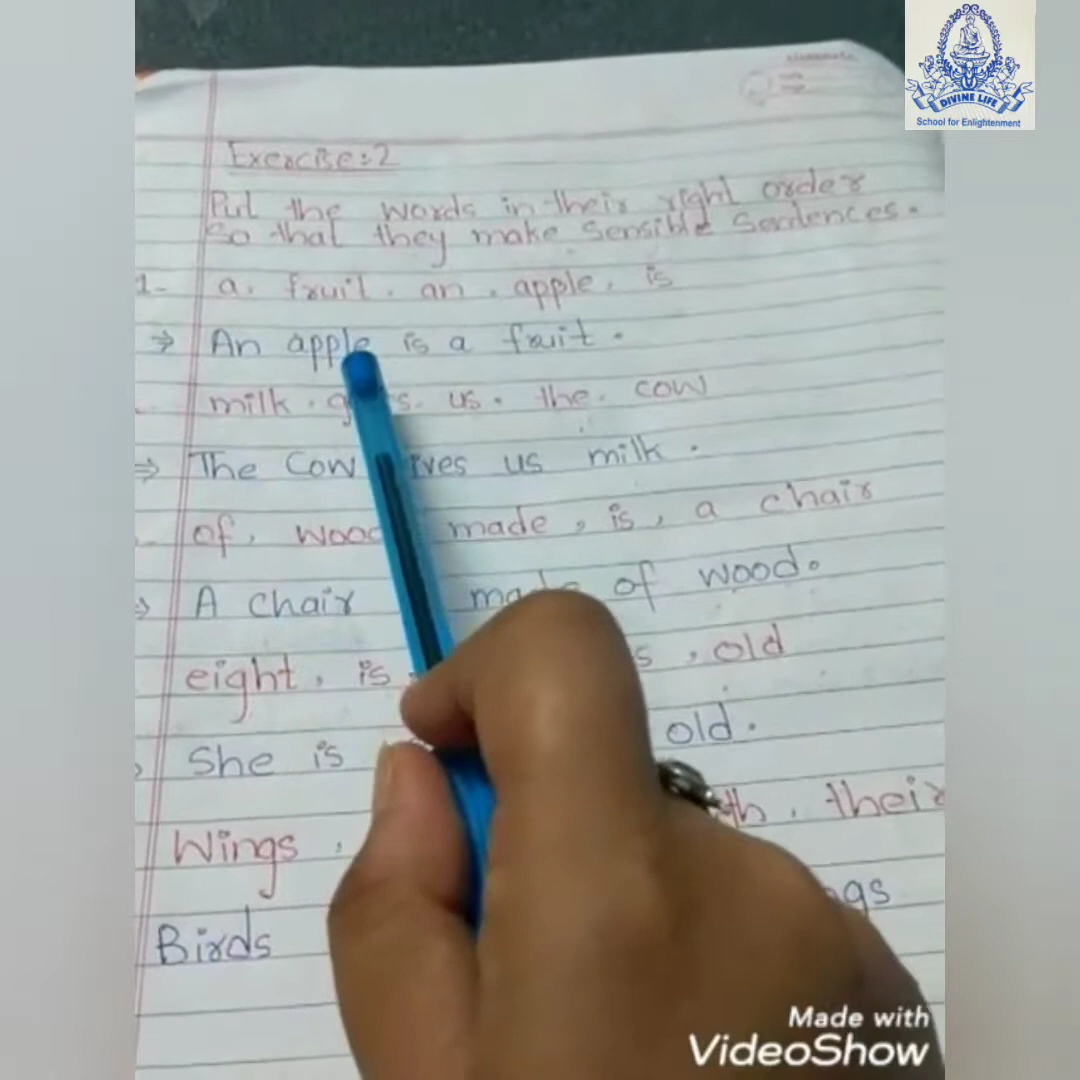 DIVINE LIFE
School for Enlightenment
Exercise:2
Put the words in their right order
So that they make Sensible Sentences.
1- a. fruit. an. apple. is
⇒ An apple is a fruit.
milk. us. the. cow
⇒ The Cow us milk.
of, made, is, a chair
⇒ A Chair of wood.
eight, is , old
She is old.
Wings, their
Birds
Made with
VideoShow